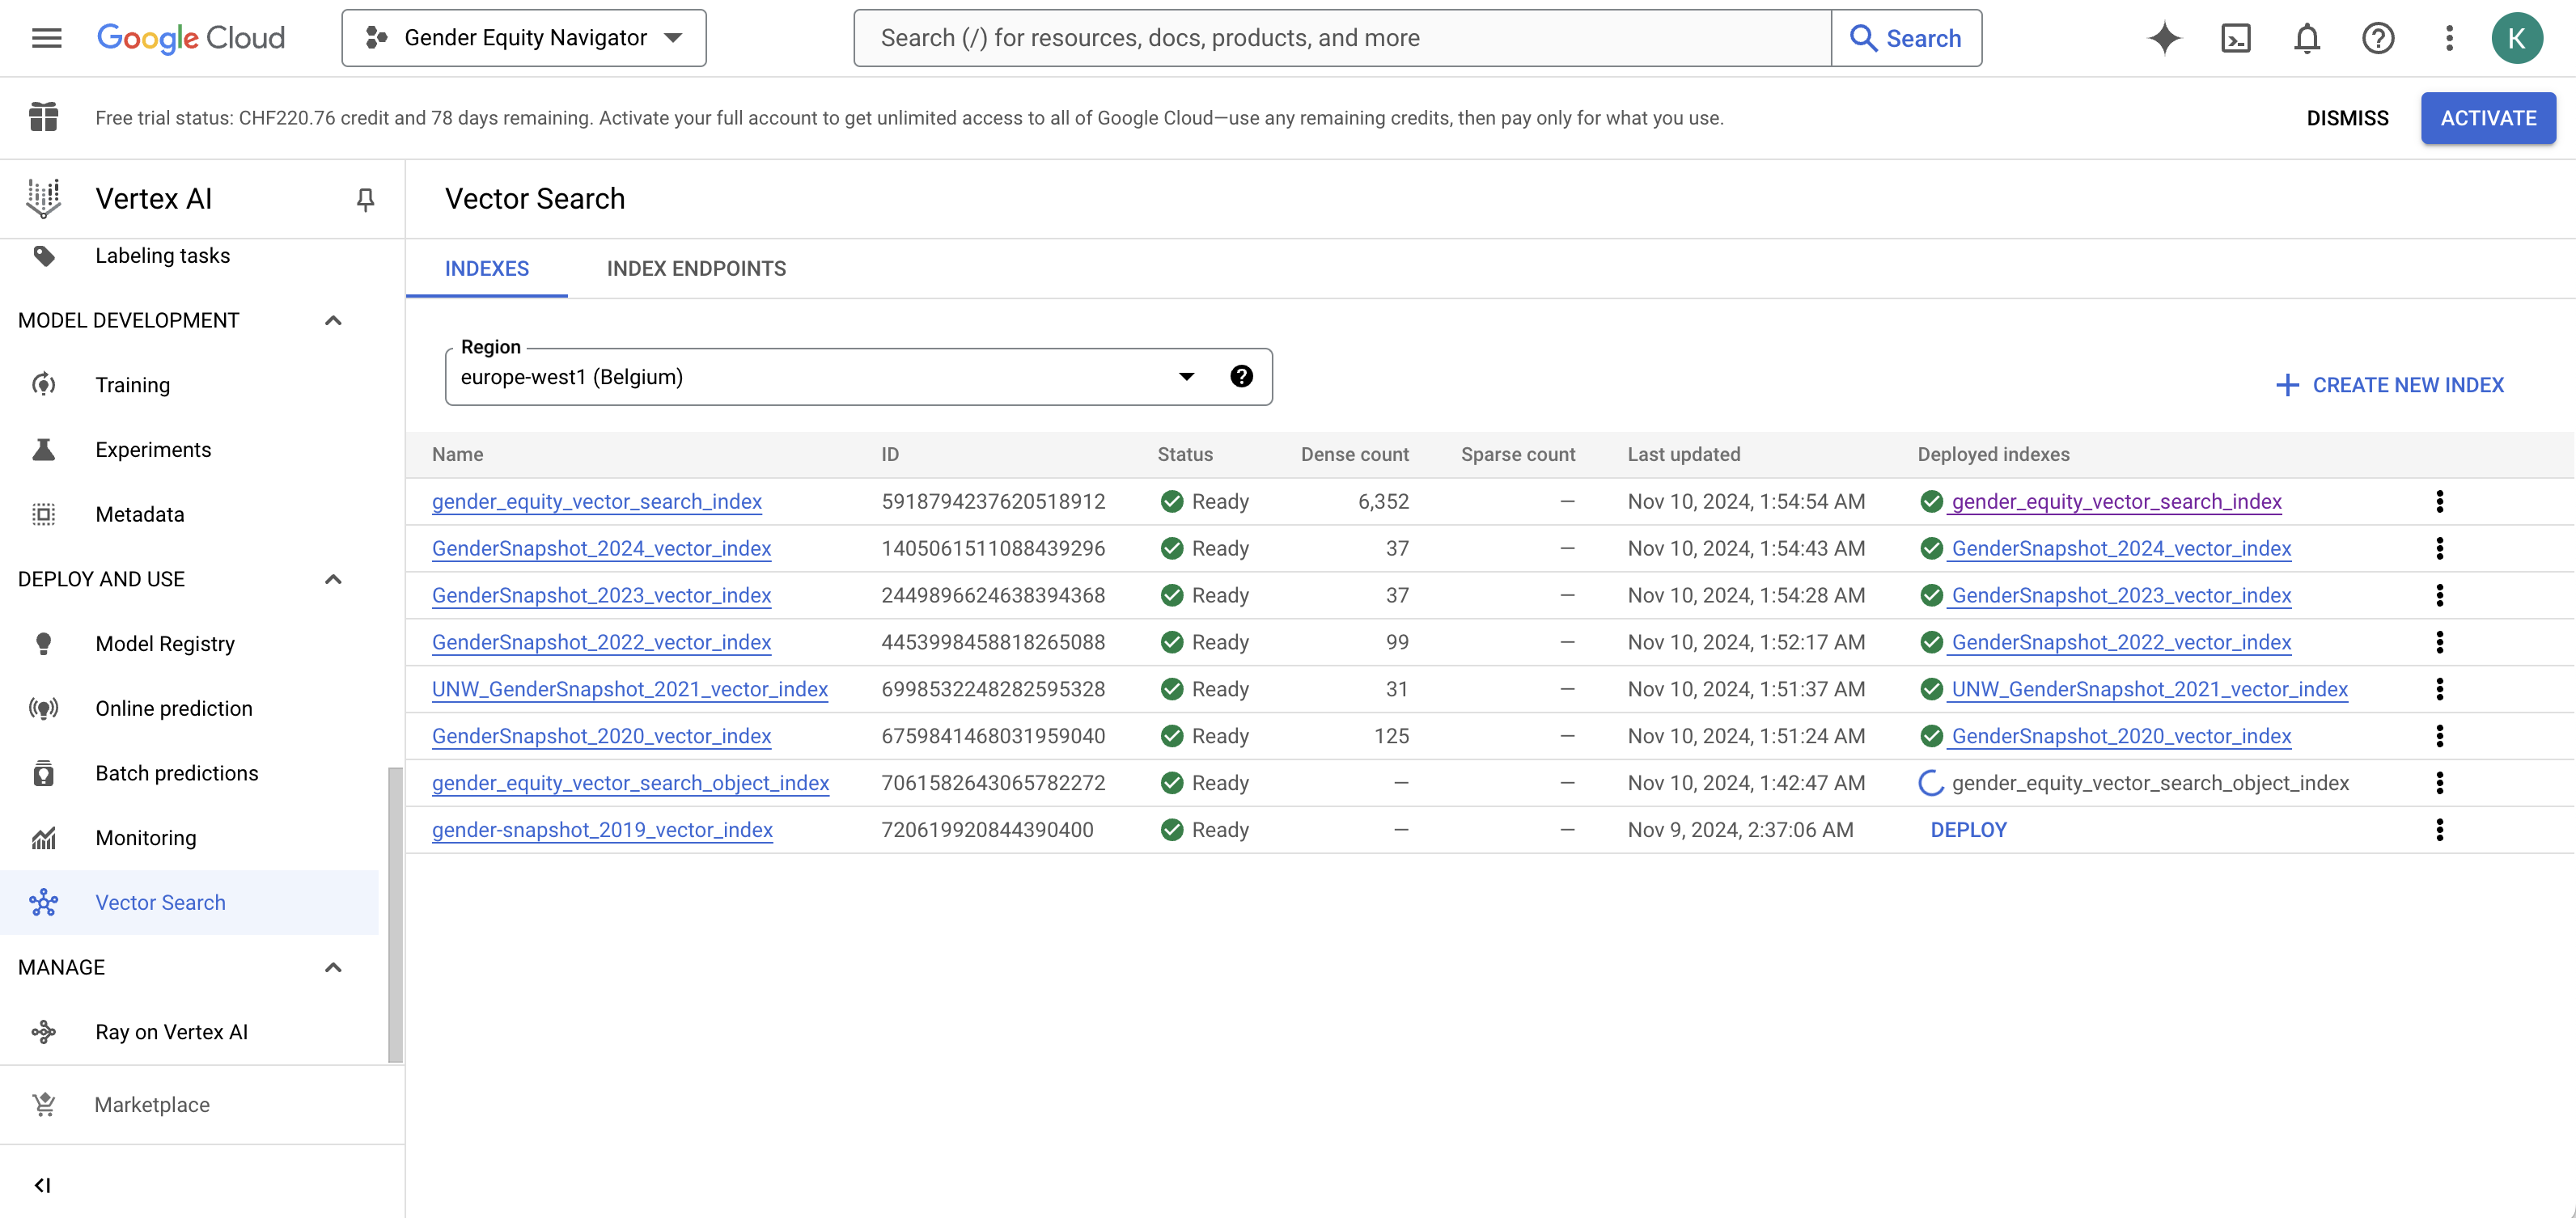 Google Cloud
Gender Equity Navigator
Search (/) for resources, docs, products, and more
Search
K
Free trial status: CHF220.76 credit and 78 days remaining. Activate your full account to get unlimited access to all of Google Cloud—use any remaining credits, then pay only for what you use.
DISMISS
ACTIVATE
Vertex AI
Labeling tasks
MODEL DEVELOPMENT
Training
Experiments
Metadata
DEPLOY AND USE
Model Registry
Online prediction
Batch predictions
Monitoring
Vector Search
MANAGE
Ray on Vertex AI
Marketplace
Vector Search
INDEXES INDEX ENDPOINTS
Region
europe-west1 (Belgium)
CREATE NEW INDEX
Name ID Status Dense count Sparse count Last updated Deployed indexes
gender_equity_vector_search_index 5918794237620518912 Ready 6,352 — Nov 10, 2024, 1:54:54 AM gender_equity_vector_search_index
GenderSnapshot_2024_vector_index 1405061511088439296 Ready 37 — Nov 10, 2024, 1:54:43 AM GenderSnapshot_2024_vector_index
GenderSnapshot_2023_vector_index 2449896624638394368 Ready 37 — Nov 10, 2024, 1:54:28 AM GenderSnapshot_2023_vector_index
GenderSnapshot_2022_vector_index 4453998458818265088 Ready 99 — Nov 10, 2024, 1:52:17 AM GenderSnapshot_2022_vector_index
UNW_GenderSnapshot_2021_vector_index 6998532248282595328 Ready 31 — Nov 10, 2024, 1:51:37 AM UNW_GenderSnapshot_2021_vector_index
GenderSnapshot_2020_vector_index 6759841468031959040 Ready 125 — Nov 10, 2024, 1:51:24 AM GenderSnapshot_2020_vector_index
gender_equity_vector_search_object_index 7061582643065782272 Ready — — Nov 10, 2024, 1:42:47 AM gender_equity_vector_search_object_index
gender-snapshot_2019_vector_index 720619920844390400 Ready — — Nov 9, 2024, 2:37:06 AM DEPLOY